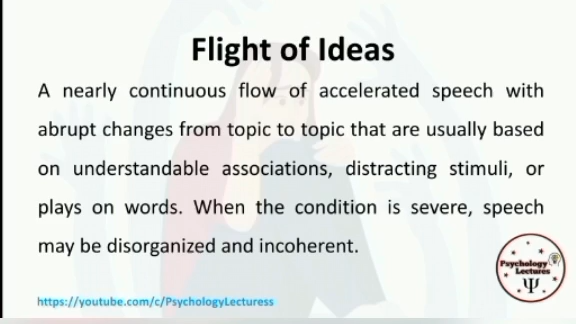 Flight of Ideas
A nearly continuous flow of accelerated speech with
abrupt changes from topic to topic that are usually based
on understandable associations, distracting stimuli, or
plays on words. When the condition is severe, speech
may be disorganized and incoherent.
Psychology
Lectures
Ψ
https://youtube.com/c/PsychologyLecturess